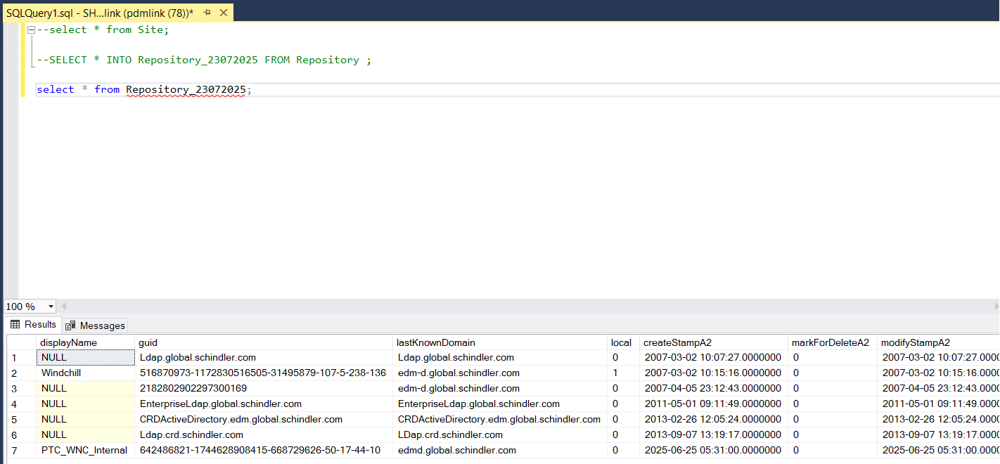 SQLQuery1.sql - SH...link (pdmlink (78))*
--select * from Site;
--SELECT * INTO Repository_23072025 FROM Repository ;
select * from Repository_23072025;
100 %
Results Messages
displayName guid lastKnownDomain local createStampA2 markForDeleteA2 modifyStampA2
1 NULL Ldap.global.schindler.com Ldap.global.schindler.com 0 2007-03-02 10:07:27.0000000 0 2007-03-02 10:07:27.0000
2 Windchill 516870973-1172830516505-31495879-107-5-238-136 edm-d.global.schindler.com 1 2007-03-02 10:15:16.0000000 0 2007-03-02 10:15:16.0000
3 NULL 2182802902297300169 edm-d.global.schindler.com 0 2007-04-05 23:12:43.0000000 0 2007-04-05 23:12:43.0000
4 NULL EnterpriseLdap.global.schindler.com EnterpriseLdap.global.schindler.com 0 2011-05-01 09:11:49.0000000 0 2011-05-01 09:11:49.0000
5 NULL CRDActiveDirectory.edm.global.schindler.com CRDActiveDirectory.edm.global.schindler.com 0 2013-02-26 12:05:24.0000000 0 2013-02-26 12:05:24.0000
6 NULL Ldap.crd.schindler.com LDap.crd.schindler.com 0 2013-09-07 13:19:17.0000000 0 2013-09-07 13:19:17.0000
7 PTC_WNC_Internal 642486821-1744628908415-668729626-50-17-44-10 edmd.global.schindler.com 0 2025-06-25 05:31:00.0000000 0 2025-06-25 05:31:00.0000